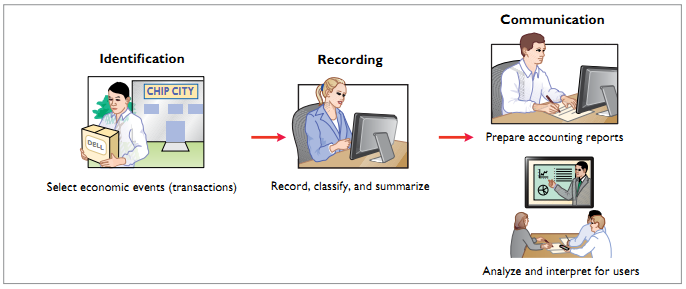 Identification
CHIP CITY
DELL
Select economic events (transactions)
Recording
Record, classify, and summarize
Communication
Prepare accounting reports
Analyze and interpret for users